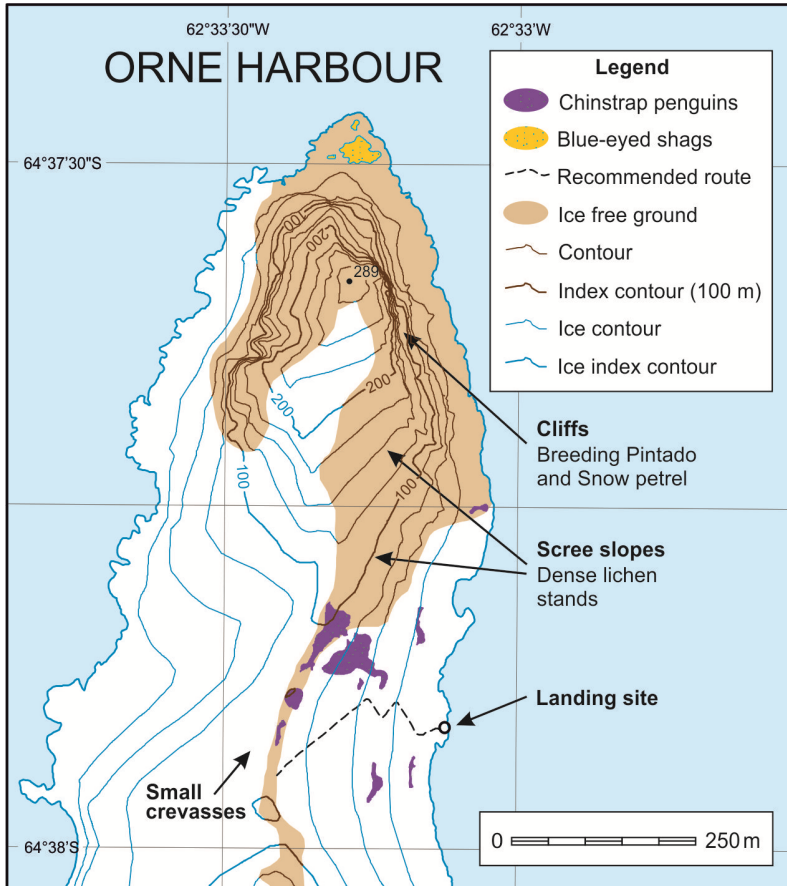 62°33'30"W
62°33'W
ORNE HARBOUR
Legend
Chinstrap penguins
Blue-eyed shags
Recommended route
Ice free ground
Contour
Index contour (100 m)
Ice contour
Ice index contour
64°37'30"S
100
200
289
200
200
100
100
Cliffs
Breeding Pintado
and Snow petrel
Scree slopes
Dense lichen
stands
Landing site
Small
crevasses
0
250 m
64°38'S